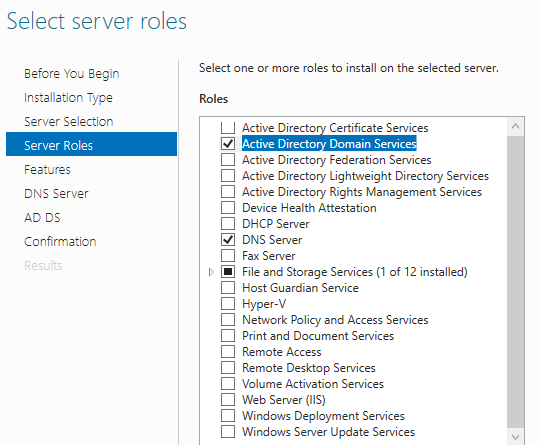 Select server roles
Before You Begin
Installation Type
Server Selection
Server Roles
Features
DNS Server
AD DS
Confirmation
Results
Select one or more roles to install on the selected server.
Roles
Active Directory Certificate Services
Active Directory Domain Services
Active Directory Federation Services
Active Directory Lightweight Directory Services
Active Directory Rights Management Services
Device Health Attestation
DHCP Server
DNS Server
Fax Server
File and Storage Services (1 of 12 installed)
Host Guardian Service
Hyper-V
Network Policy and Access Services
Print and Document Services
Remote Access
Remote Desktop Services
Volume Activation Services
Web Server (IIS)
Windows Deployment Services
Windows Server Update Services